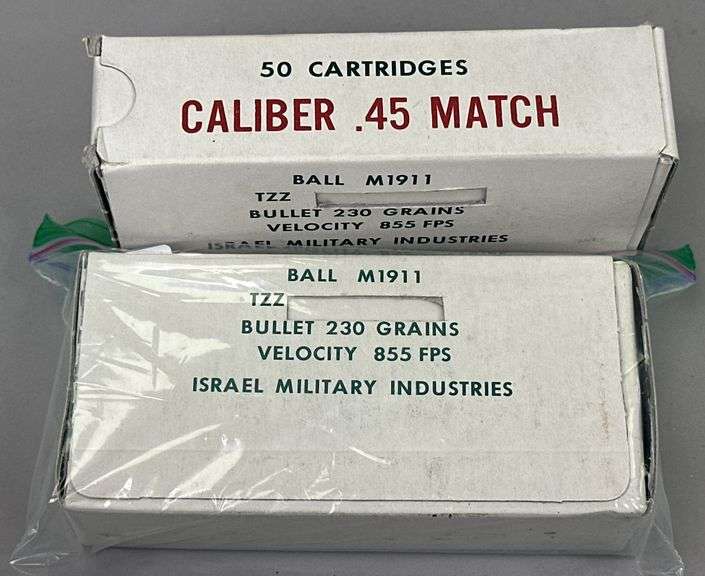 50 CARTRIDGES
CALIBER .45 MATCH
BALL M1911
TZZ
BULLET 230 GRAINS
VELOCITY 855 FPS
ISRAEL MILITARY INDUSTRIES
BALL M1911
TZZ
BULLET 230 GRAINS
VELOCITY 855 FPS
ISRAEL MILITARY INDUSTRIES